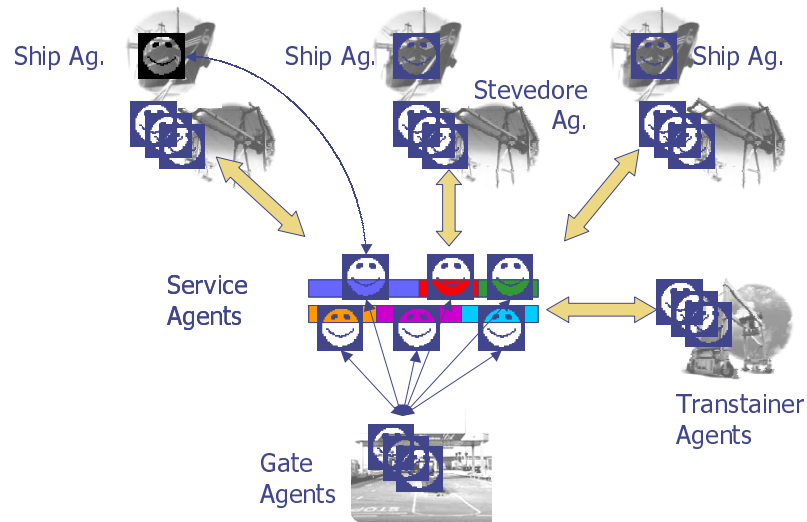 Ship Ag.
Ship Ag.
Ship Ag.
Stevedore
Ag.
Service
Agents
Transtainer
Agents
Gate
Agents